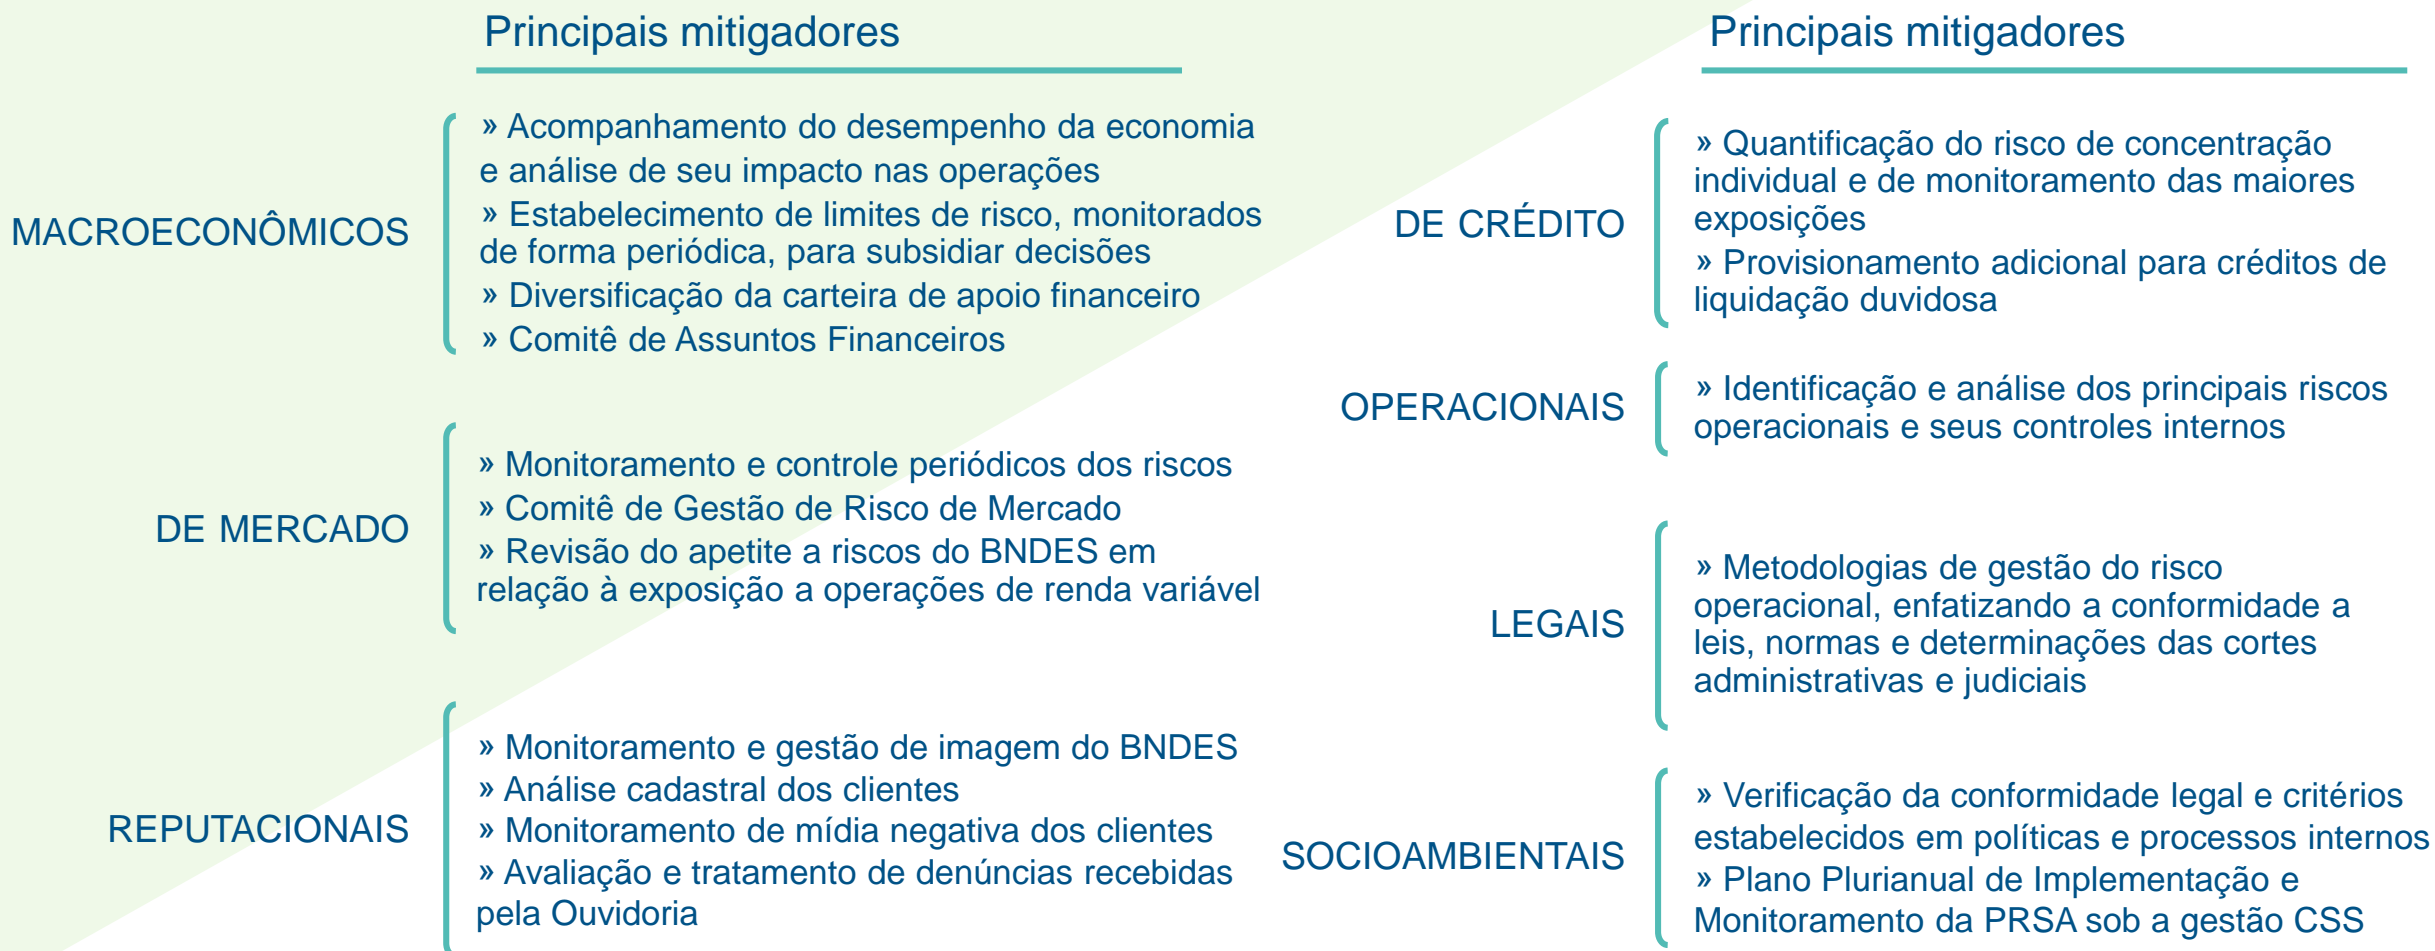 Principais mitigadores
MACROECONÔMICOS
» Acompanhamento do desempenho da economia
e análise de seu impacto nas operações
» Estabelecimento de limites de risco, monitorados
de forma periódica, para subsidiar decisões
» Diversificação da carteira de apoio financeiro
» Comitê de Assuntos Financeiros
DE MERCADO
» Monitoramento e controle periódicos dos riscos
» Comitê de Gestão de Risco de Mercado
» Revisão do apetite a riscos do BNDES em
relação à exposição a operações de renda variável
REPUTACIONAIS
» Monitoramento e gestão de imagem do BNDES
» Análise cadastral dos clientes
» Monitoramento de mídia negativa dos clientes
» Avaliação e tratamento de denúncias recebidas
pela Ouvidoria
Principais mitigadores
DE CRÉDITO
» Quantificação do risco de concentração
individual e de monitoramento das maiores
exposições
» Provisionamento adicional para créditos de
liquidação duvidosa
OPERACIONAIS
» Identificação e análise dos principais riscos
operacionais e seus controles internos
LEGAIS
» Metodologias de gestão do risco
operacional, enfatizando a conformidade a
leis, normas e determinações das cortes
administrativas e judiciais
SOCIOAMBIENTAIS
» Verificação da conformidade legal e critérios
estabelecidos em políticas e processos internos
» Plano Plurianual de Implementação e
Monitoramento da PRSA sob a gestão CSS